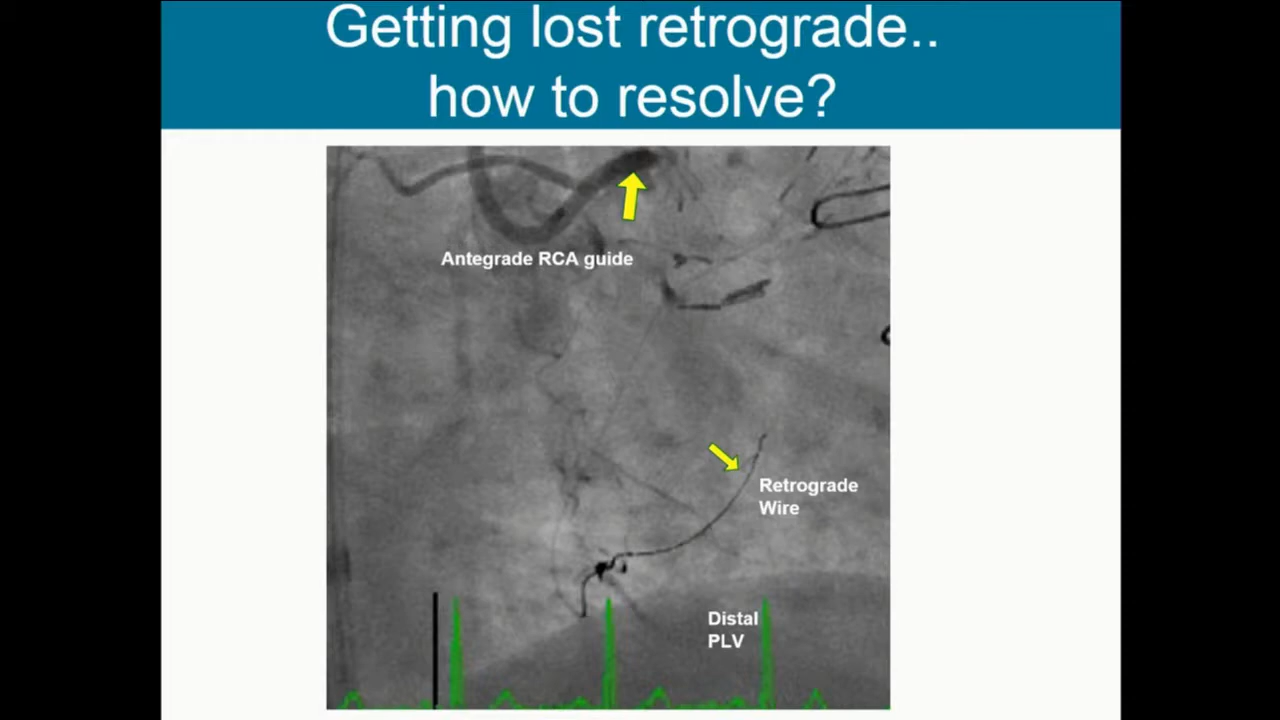 Getting lost retrograde..
how to resolve?
Antegrade RCA guide
Retrograde
Wire
Distal
PLV